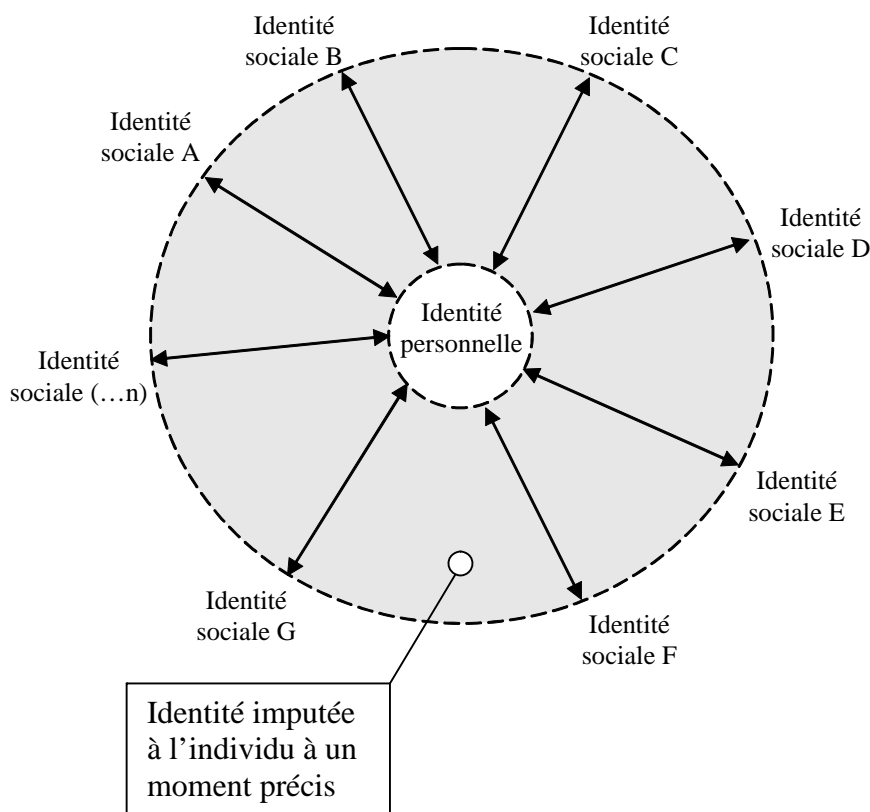 Identité
sociale B
Identité
sociale C
Identité
sociale A
Identité
sociale D
Identité
personnelle
Identité
sociale (…n)
Identité
sociale E
Identité
sociale G
Identité
sociale F
Identité imputée
à l’individu à un
moment précis